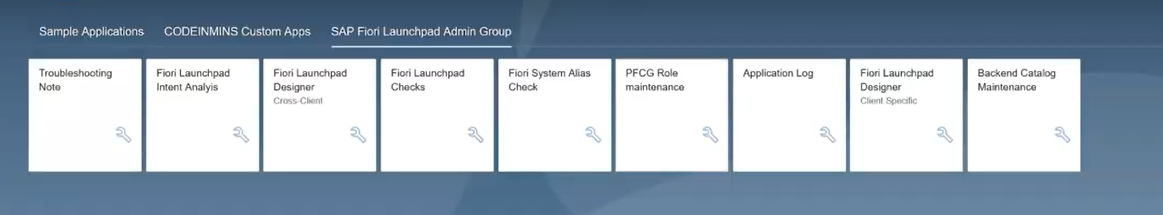 Sample Applications CODEINMINS Custom Apps SAP Fiori Launchpad Admin Group
Troubleshooting
Note
Fiori Launchpad
Intent Analyis
Fiori Launchpad
Designer
Cross-Client
Fiori Launchpad
Checks
Fiori System Alias
Check
PFCG Role
maintenance
Application Log
Fiori Launchpad
Designer
Client Specific
Backend Catalog
Maintenance